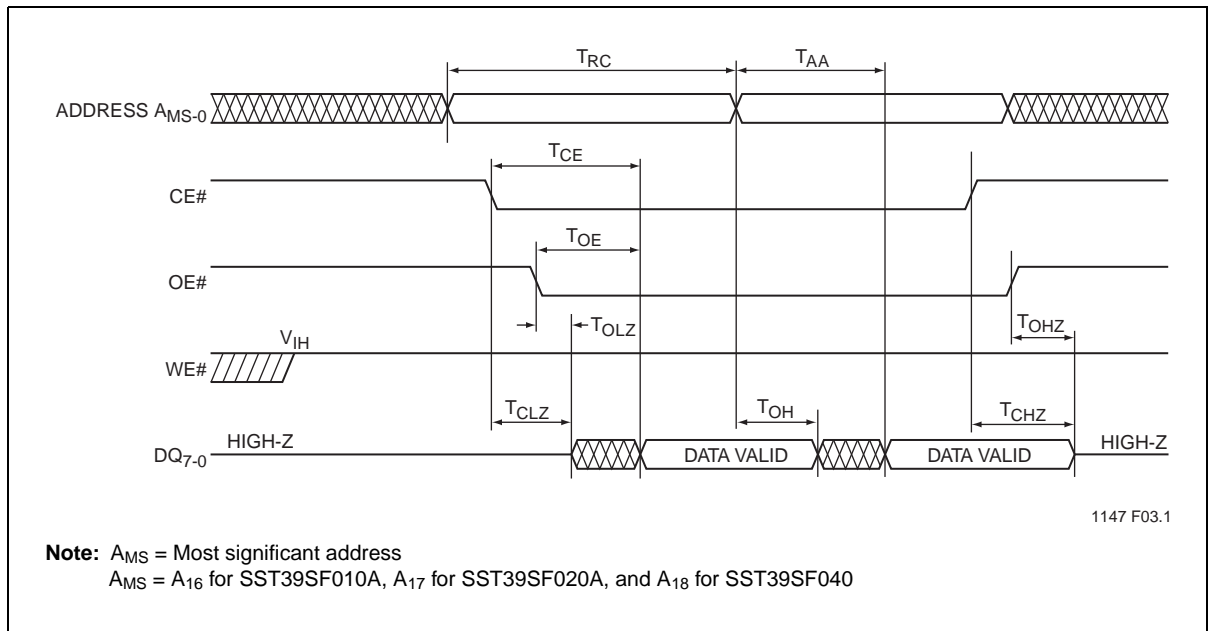 TRC TAA
ADDRESS AMS-0
TCE
CE#
TOE
OE#
TOLZ TOHZ
VIH
WE#
TCLZ TOH TCHZ
HIGH-Z HIGH-Z
DQ7-0 DATA VALID DATA VALID
1147 F03.1
Note: AMS = Most significant address
AMS = A16 for SST39SF010A, A17 for SST39SF020A, and A18 for SST39SF040